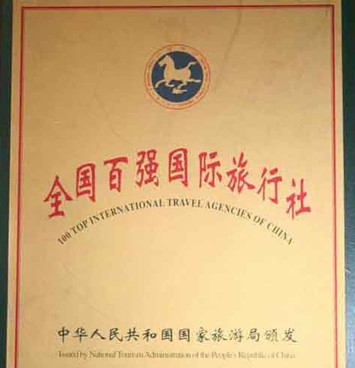 全国百强国际旅行社
100 TOP INTERNATIONAL TRAVEL AGENCIES OF CHINA
中华人民共和国国家旅游局颁发
Issued by National Tourism Administration of the People's Republic of China